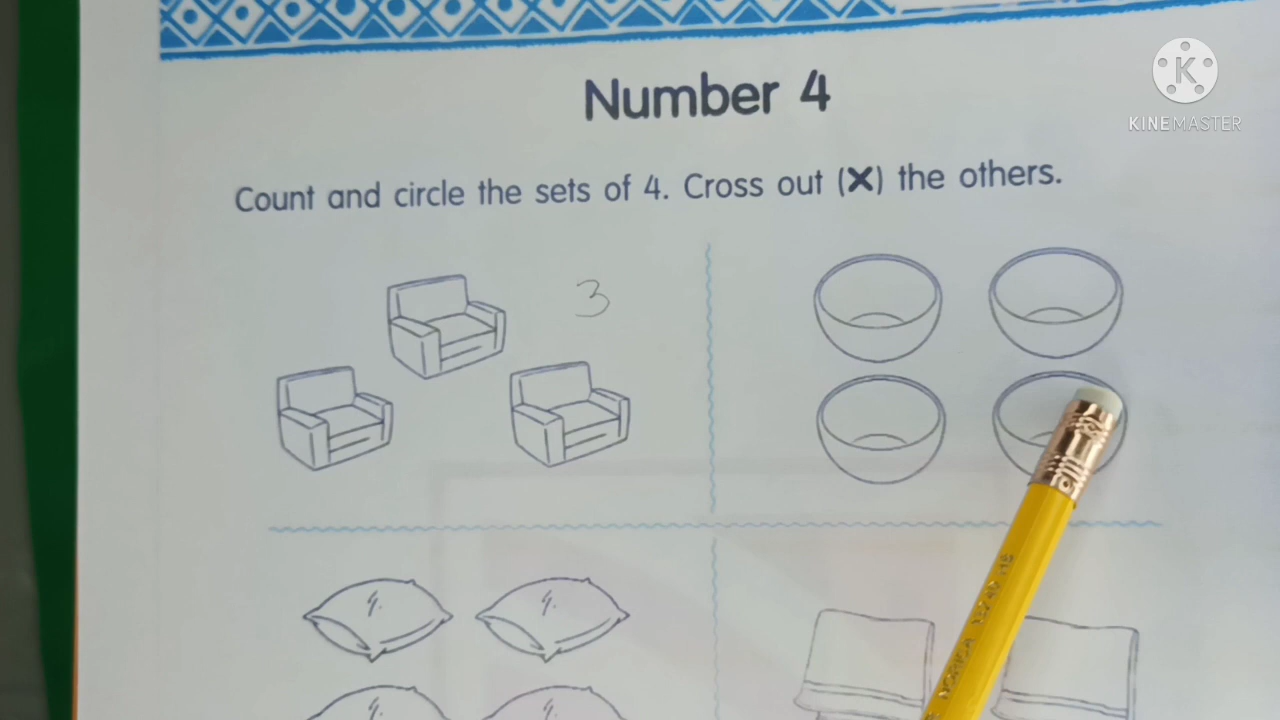 Number 4
K
KINEMASTER
Count and circle the sets of 4. Cross out (X) the others.
3